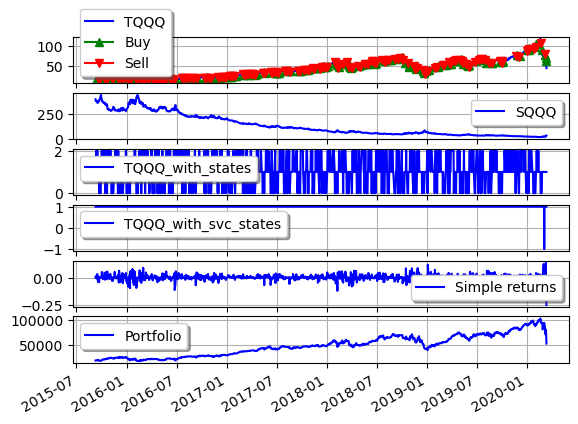 TQQQ
Buy
Sell
100
50
SQQQ
250
0
TQQQ_with_states
2
0
TQQQ_with_svc_states
1
0
−1
Simple returns
0.00
−0.25
Portfolio
100000
50000
2015-07
2016-01
2016-07
2017-01
2017-07
2018-01
2018-07
2019-01
2019-07
2020-01